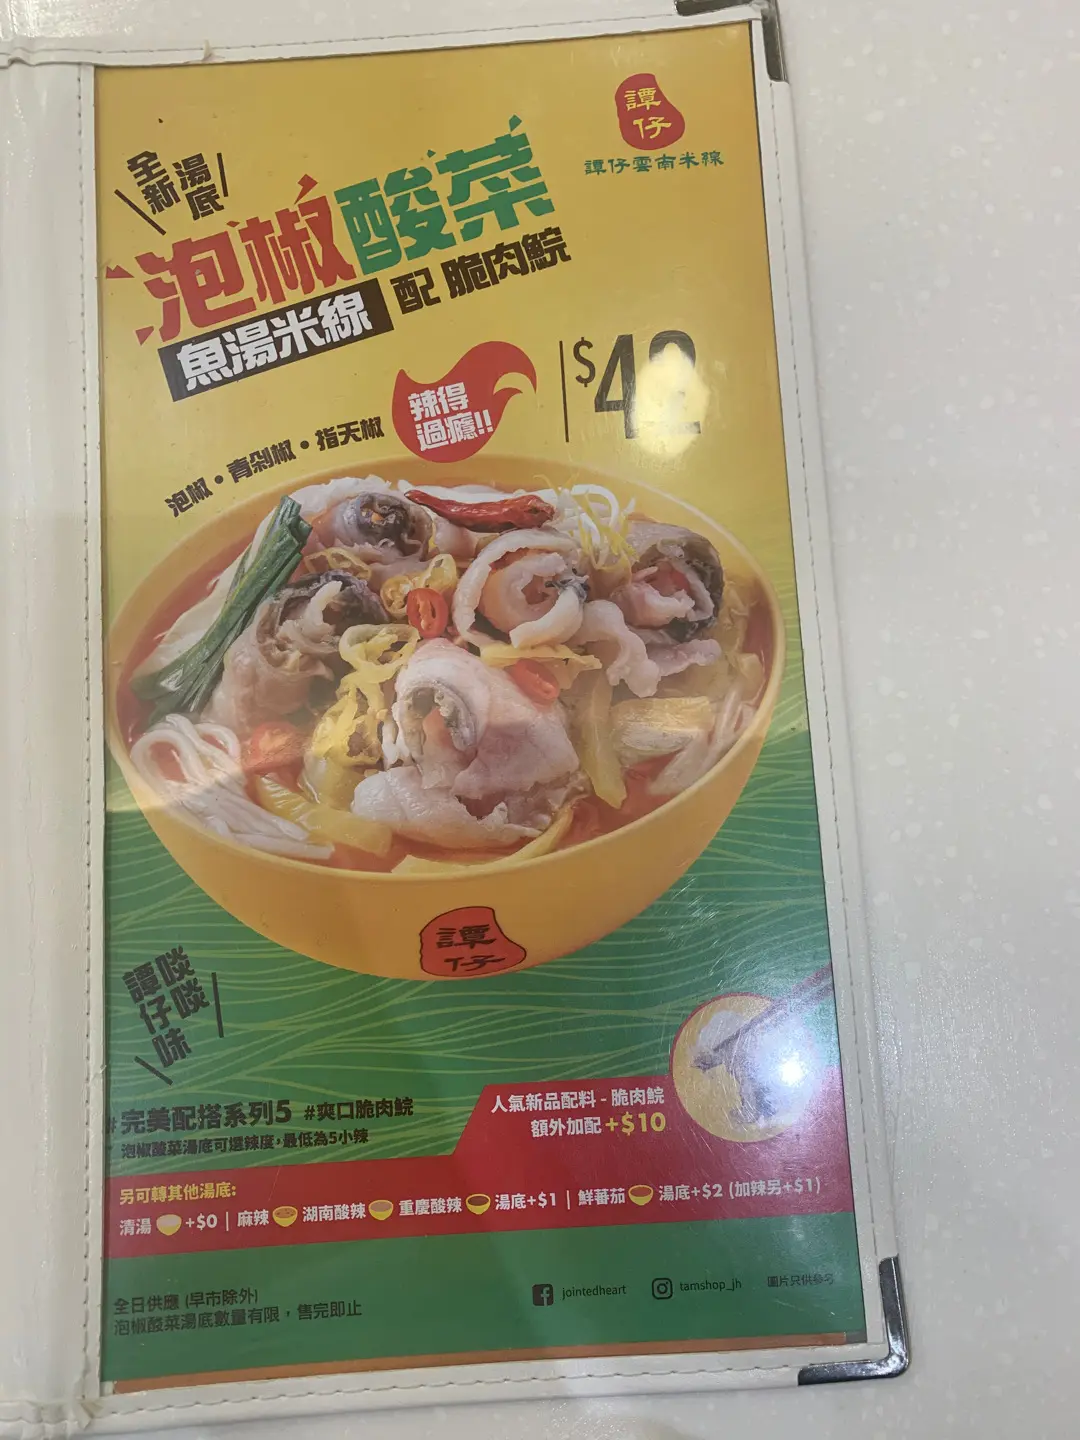 譚
仔
譚仔雲南米線
全新湯底
泡椒酸菜
魚湯米線 配 脆肉鯇
$42
辣得
過癮!!
泡椒・青剁椒・指天椒
譚
仔
譚仔
啖啖
味
#完美配搭系列5 #爽口脆肉鯇
泡椒酸菜湯底可選辣度,最低為5小辣
人氣新品配料 - 脆肉鯇
額外加配+$10
另可轉其他湯底:
清湯 +$0 | 麻辣 湖南酸辣 重慶酸辣 湯底+$1 | 鮮蕃茄 湯底+$2 (加辣另+$1)
全日供應 (早市除外)
泡椒酸菜湯底數量有限，售完即止
jointedheart tamshop_jh 圖片只供參考